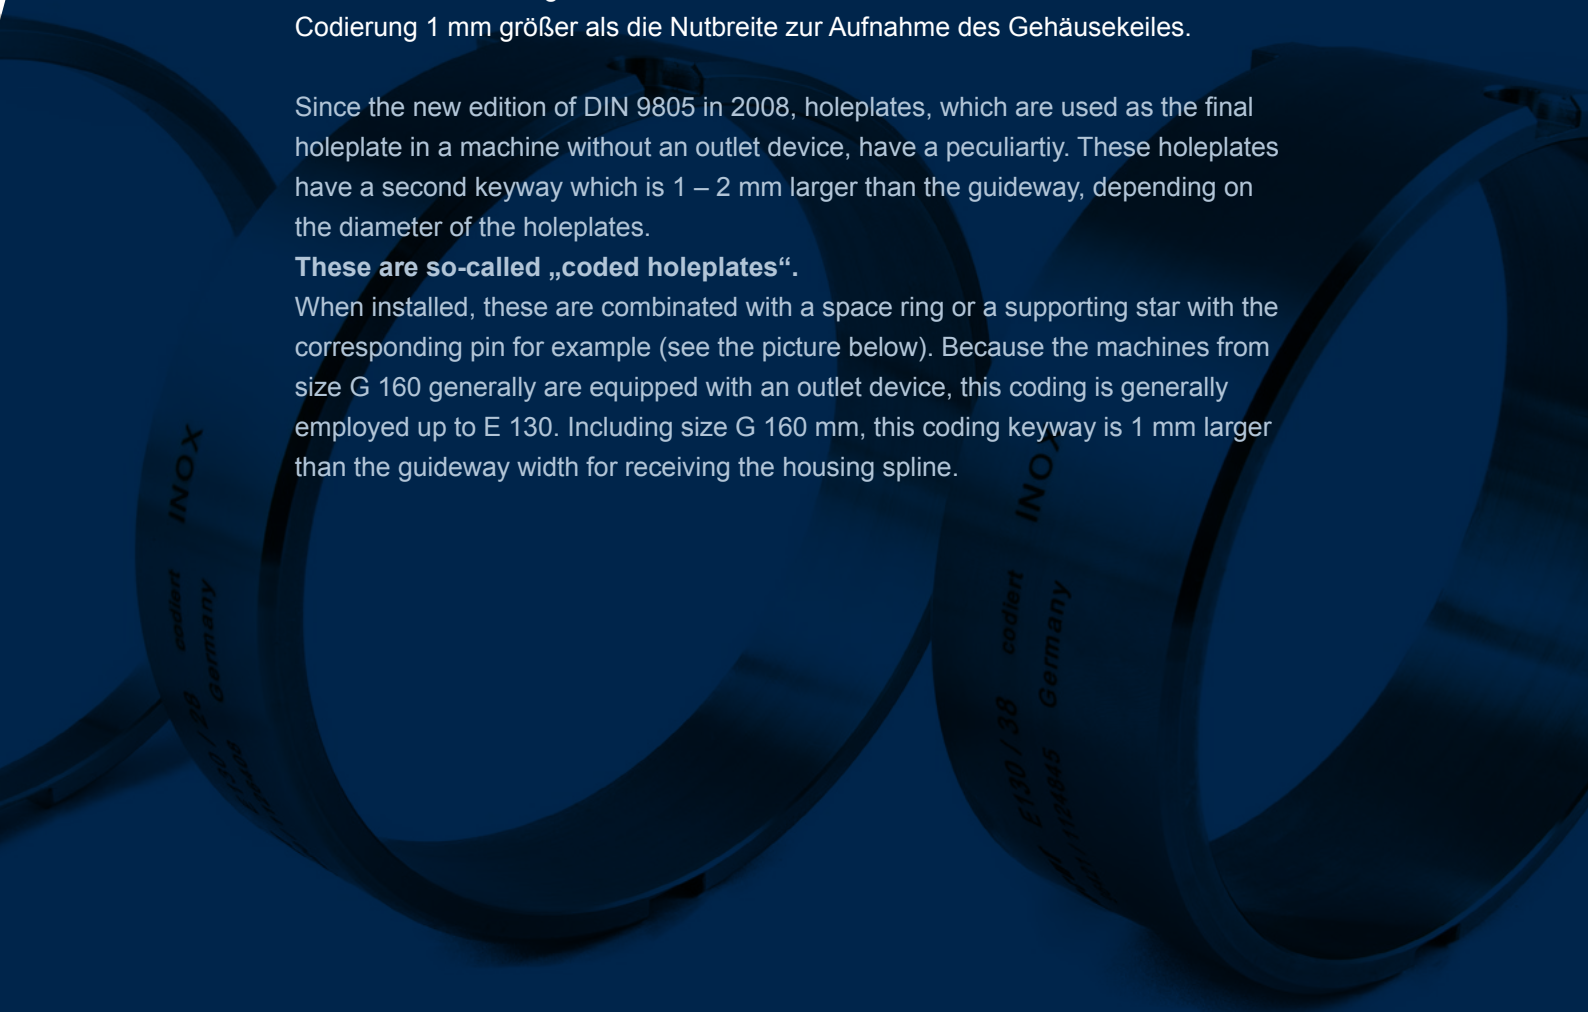 Codierung 1 mm größer als die Nutbreite zur Aufnahme des Gehäusekeiles.
Since the new edition of DIN 9805 in 2008, holeplates, which are used as the final
holeplate in a machine without an outlet device, have a peculiartiy. These holeplates
have a second keyway which is 1 – 2 mm larger than the guideway, depending on
the diameter of the holeplates.
These are so-called „coded holeplates“.
When installed, these are combinated with a space ring or a supporting star with the
corresponding pin for example (see the picture below). Because the machines from
size G 160 generally are equipped with an outlet device, this coding is generally
employed up to E 130. Including size G 160 mm, this coding keyway is 1 mm larger
than the guideway width for receiving the housing spline.
INOX
codiert
Germany
/ 28
INOX
codiert
Germany
E130 / 38